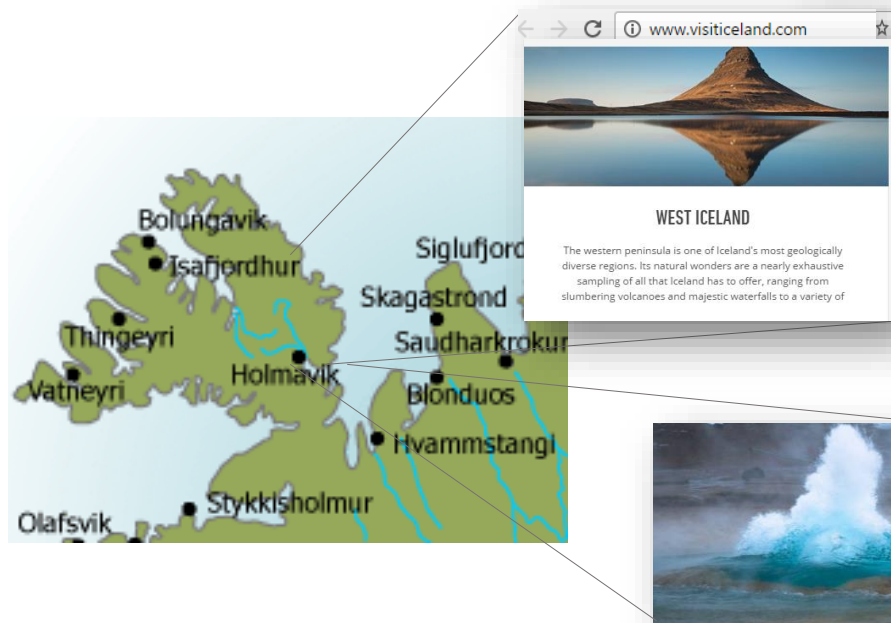 www.visiticeland.com
WEST ICELAND
The western peninsula is one of Iceland's most geologically
diverse regions. Its natural wonders are a nearly exhaustive
sampling of all that Iceland has to offer, ranging from
slumbering volcanoes and majestic waterfalls to a variety of
Bolungavik
Isafjordhur
Siglufjord
Skagastrond
Thingeyri
Saudharkrokur
Holmavik
Vatneyri
Blonduos
Hvammstangi
Stykkisholmur
Olafsvik